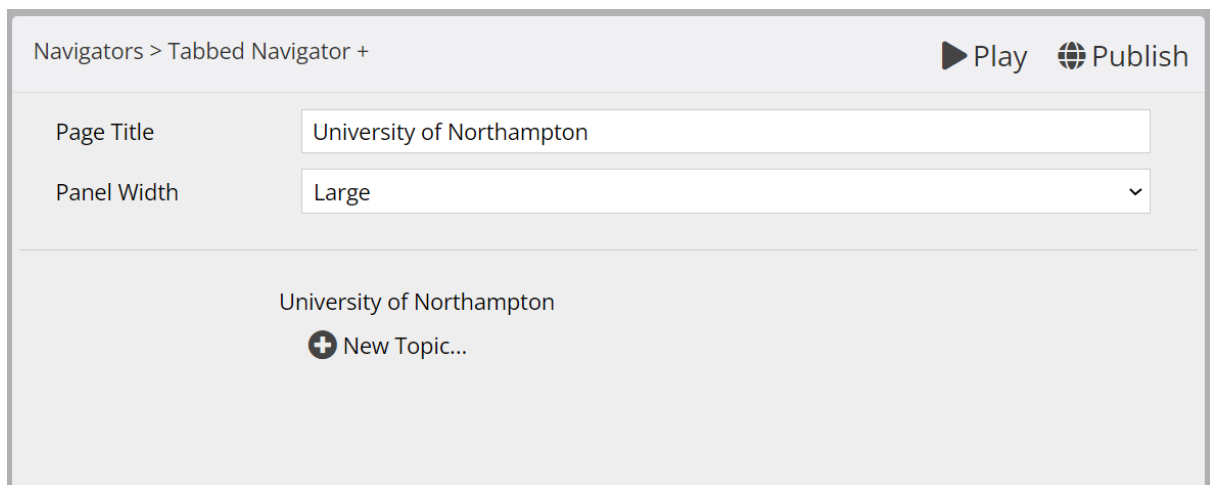 Navigators > Tabbed Navigator +
Play Publish
Page Title University of Northampton
Panel Width Large
University of Northampton
New Topic...